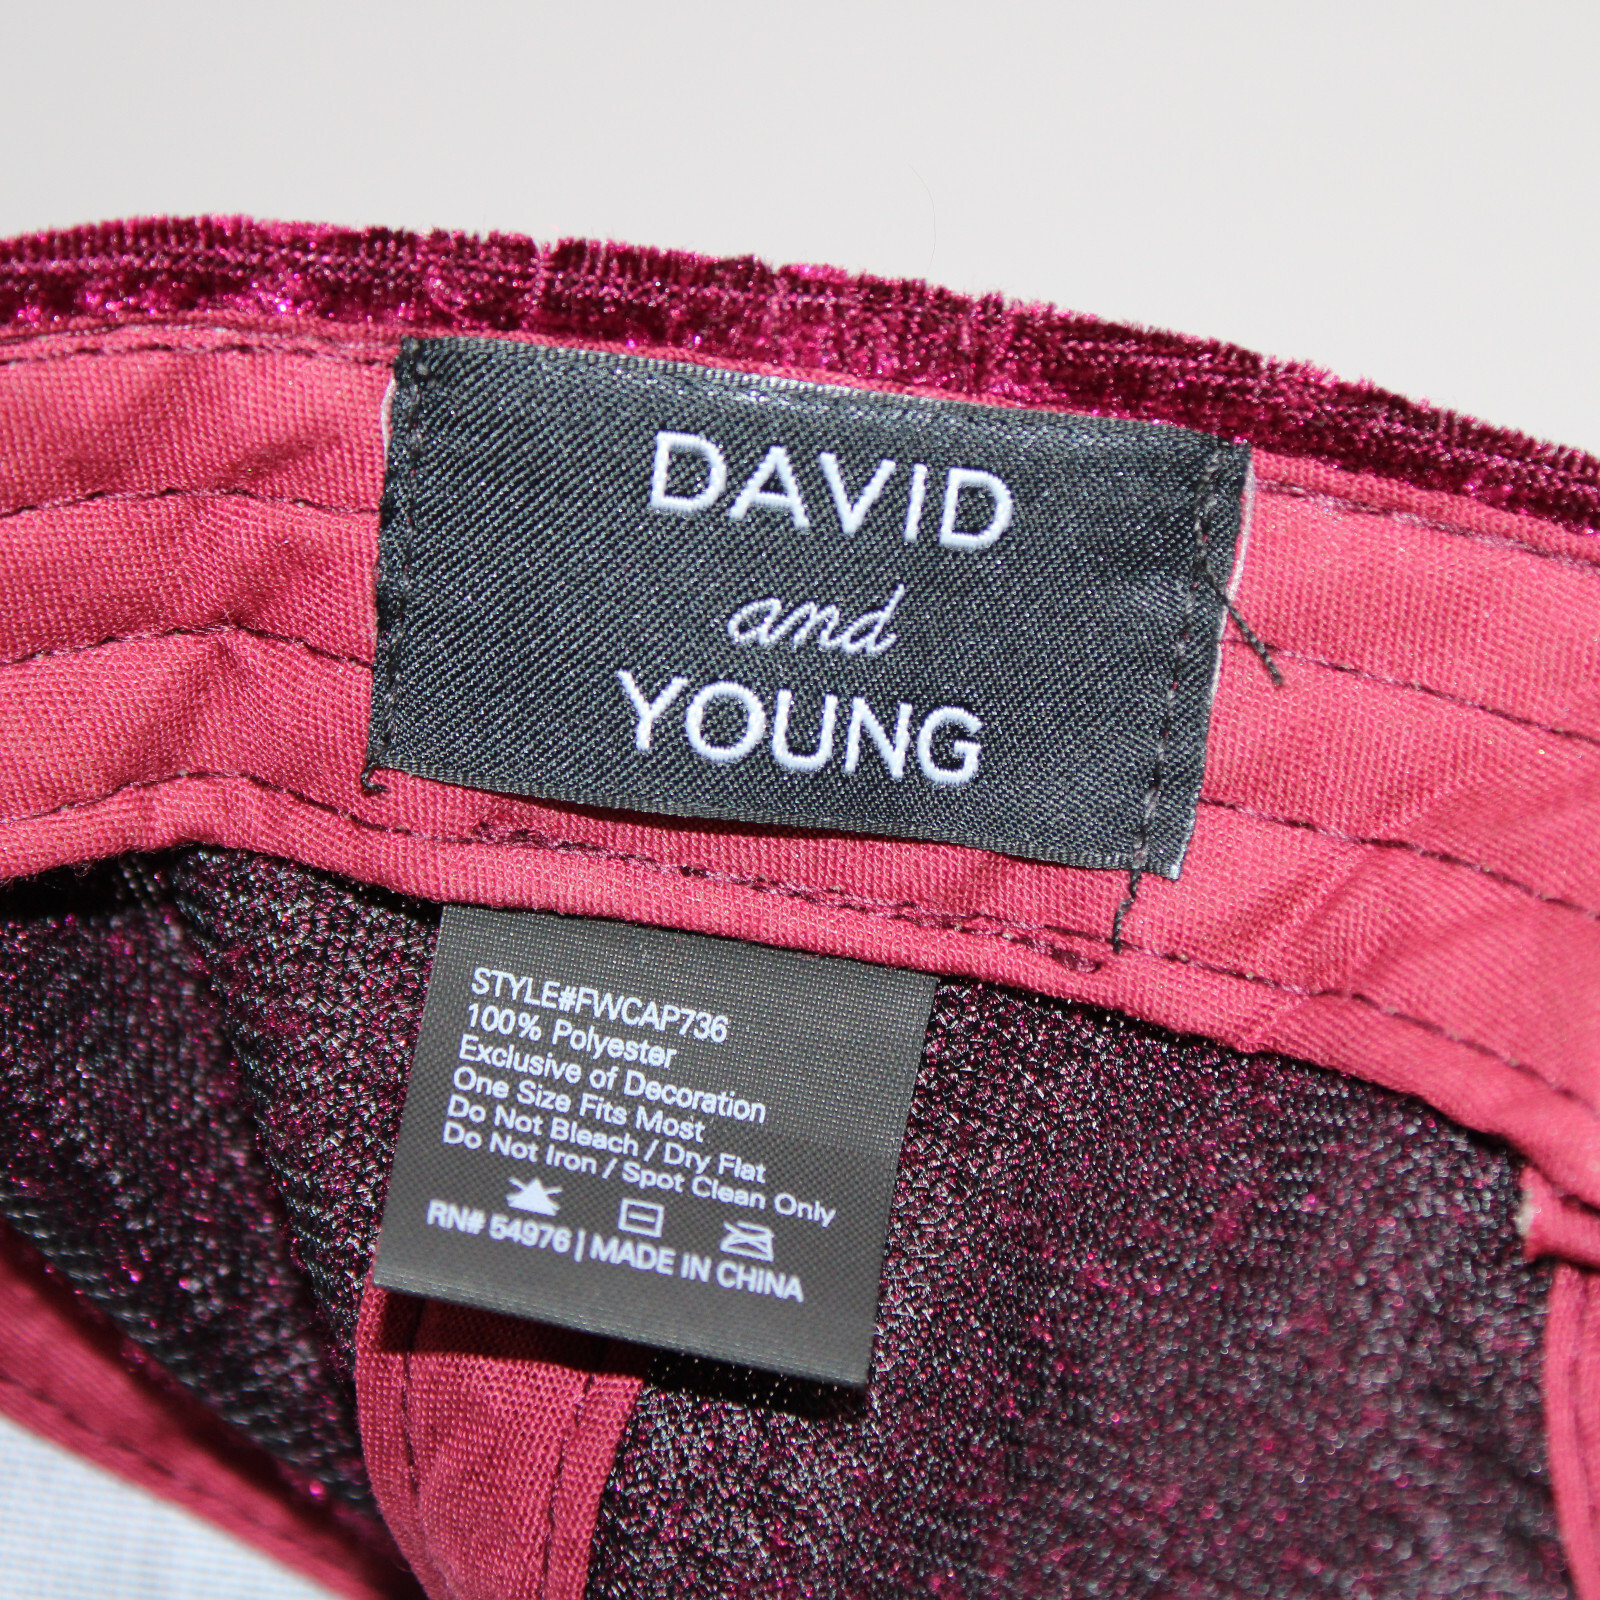 DAVID
and
YOUNG
STYLE#FWCAP736
100% Polyester
Exclusive of Decoration
One Size Fits Most
Do Not Bleach / Dry Flat
Do Not Iron / Spot Clean Only
RN# 54976 | MADE IN CHINA